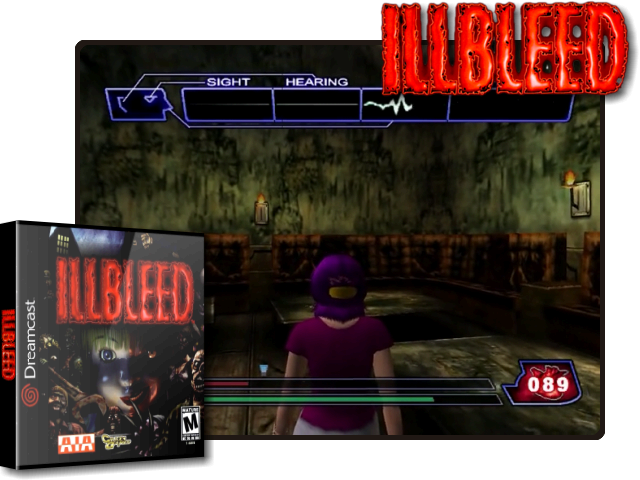 ILLBLEED
SIGHT
HEARING
089
ILLBLEED
ILLBLEED
Dreamcast
MATURE
M
AIA